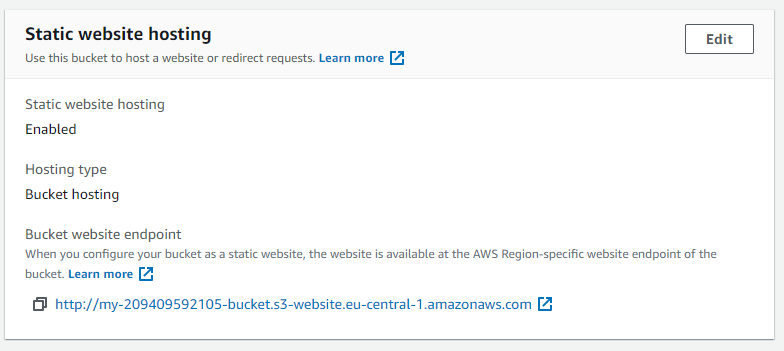 Static website hosting
Edit
Use this bucket to host a website or redirect requests. Learn more
Static website hosting
Enabled
Hosting type
Bucket hosting
Bucket website endpoint
When you configure your bucket as a static website, the website is available at the AWS Region-specific website endpoint of the
bucket. Learn more
http://my-209409592105-bucket.s3-website.eu-central-1.amazonaws.com